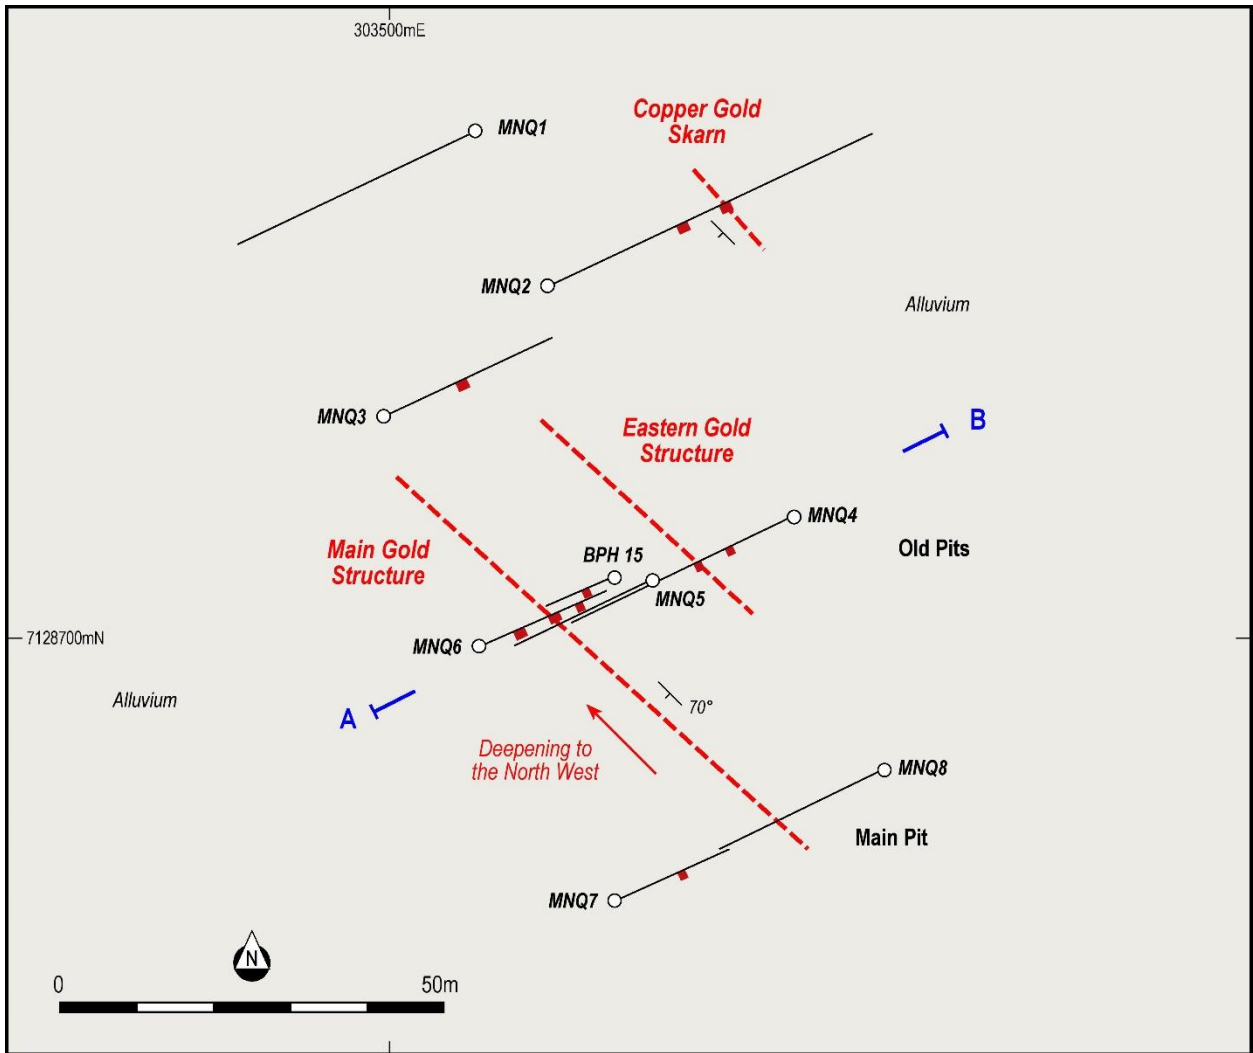 303500mE
Copper Gold
Skarn
MNQ1
MNQ2
Alluvium
MNQ3
Eastern Gold
Structure
B
MNQ4
Main Gold
Structure
BPH 15
Old Pits
MNQ5
7128700mN
MNQ6
Alluvium
70°
A
Deepening to
the North West
MNQ8
Main Pit
MNQ7
N
0 50m